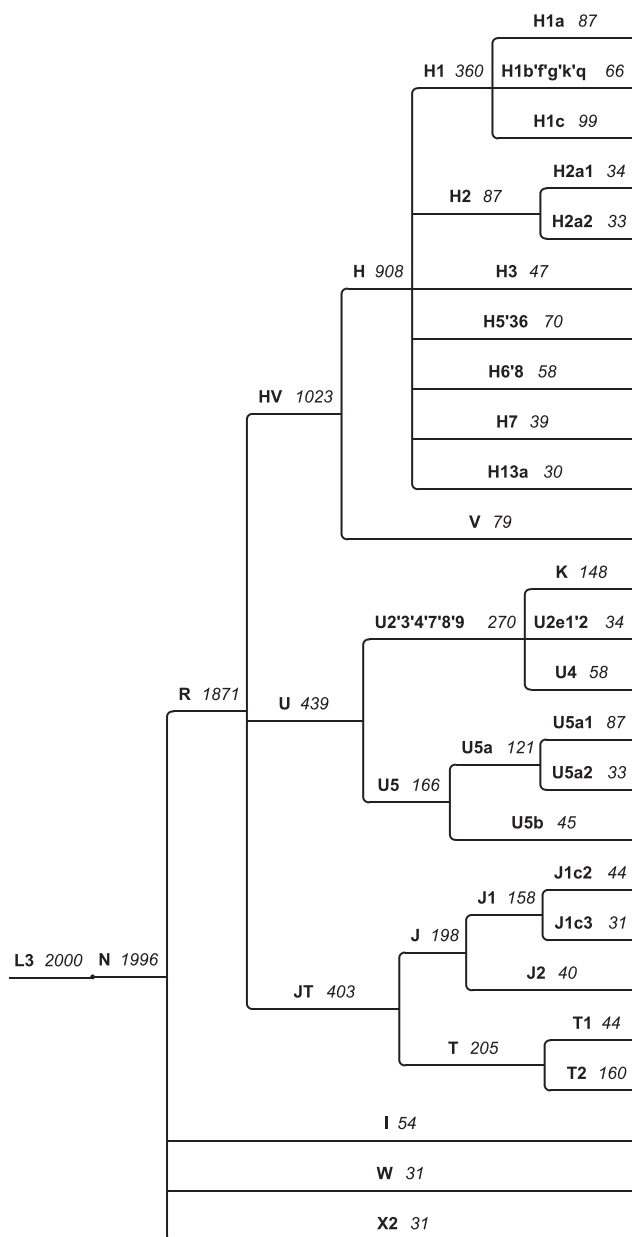 H1a 87
H1 360
H1b'f'g'k'q 66
H1c 99
H2a1 34
H2 87
H2a2 33
H 908
H3 47
H5'36 70
H6'8 58
HV 1023
H7 39
H13a 30
V 79
K 148
U2'3'4'7'8'9 270
U2e1'2 34
U4 58
R 1871
U 439
U5a1 87
U5a 121
U5a2 33
U5 166
U5b 45
J1c2 44
J1 158
J1c3 31
J 198
L3 2000
N 1996
J2 40
JT 403
T1 44
T 205
T2 160
I 54
W 31
X2 31